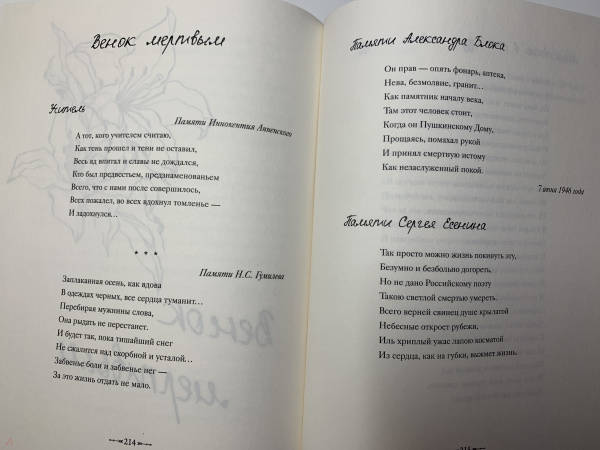 Венок мертвым
Учитель
Памяти Иннокентия Анненского
А тот, кого учителем считаю,
Как тень прошел и тени не оставил,
Весь яд впитал и славы не дождался,
Кто был предвестьем, предзнаменованьем
Всего, что с нами после совершилось,
Всех пожалел, во всех вдохнул томленье —
И задохнулся…
* * *
Памяти Н.С. Гумилева
Заплаканная осень, как вдова
В одеждах черных, все сердца туманит…
Перебирая мужнины слова,
Она рыдать не перестанет.
И будет так, пока тишайший снег
Не сжалится над скорбной и усталой…
Забвенье боли и забвенье нег —
За это жизнь отдать не мало.
214
Памяти Александра Блока
Он прав — опять фонарь, аптека,
Нева, безмолвие, гранит…
Как памятник началу века,
Там этот человек стоит,
Когда он Пушкинскому Дому,
Прощаясь, помахал рукой
И принял смертную истому
Как незаслуженный покой.
7 июня 1946 года
Памяти Сергея Есенина
Так просто можно жизнь покинуть эту,
Безумно и безбольно догореть,
Но не дано Российскому поэту
Такою светлой смертью умереть.
Всего верней свинец душе крылатой
Небесные откроет рубежи,
Иль хриплый ужас лапою косматой
Из сердца, как из губки, выжмет жизнь.
Венок